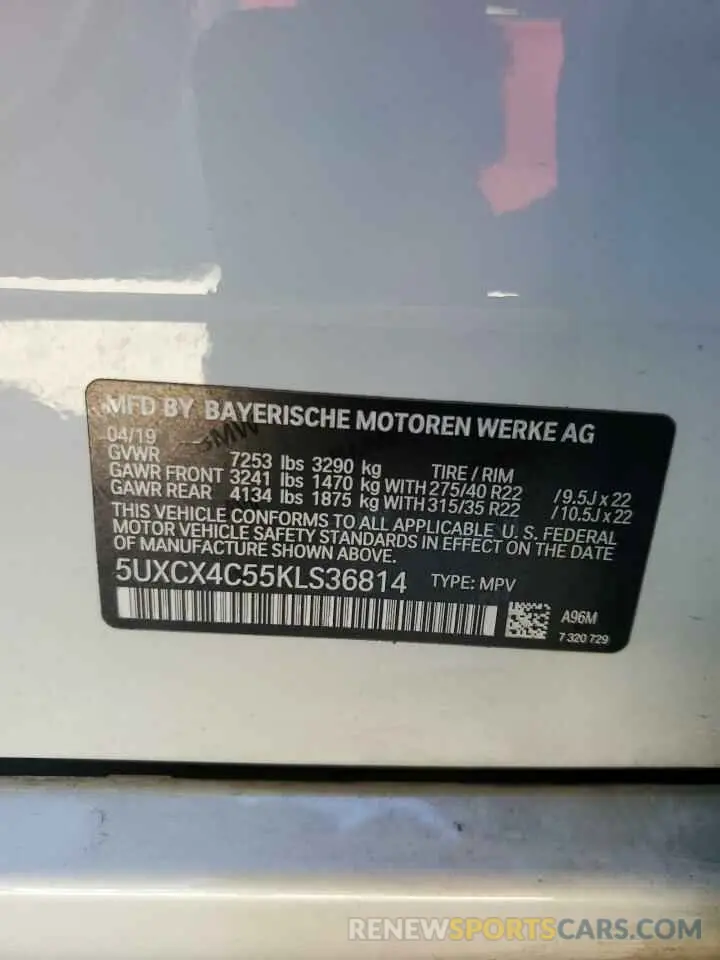 MFD BY BAYERISCHE MOTOREN WERKE AG
04/19
GVWR 7253 lbs 3290 kg TIRE / RIM
GAWR FRONT 3241 lbs 1470 kg WITH 275/40 R22 /9.5J x 22
GAWR REAR 4134 lbs 1875 kg WITH 315/35 R22 /10.5J x 22
THIS VEHICLE CONFORMS TO ALL APPLICABLE U. S. FEDERAL
MOTOR VEHICLE SAFETY STANDARDS IN EFFECT ON THE DATE
OF MANUFACTURE SHOWN ABOVE.
5UXCX4C55KLS36814 TYPE: MPV
A96M
7 320 729
RENEWSPORTSCARS.COM